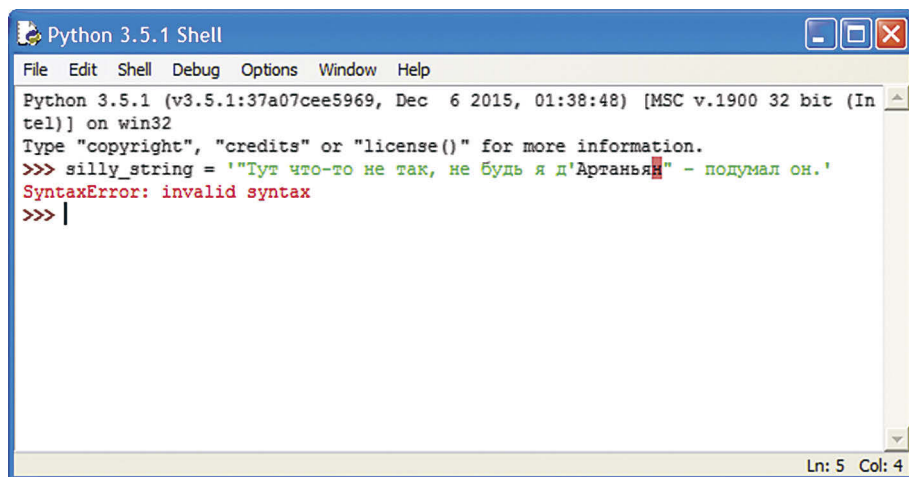 Python 3.5.1 Shell
File Edit Shell Debug Options Window Help
Python 3.5.1 (v3.5.1:37a07cee5969, Dec  6 2015, 01:38:48) [MSC v.1900 32 bit (In
tel)] on win32
Type "copyright", "credits" or "license()" for more information.
>>> silly_string = '"Тут что-то не так, не будь я д'Артаньян" - подумал он.'
SyntaxError: invalid syntax
>>>
Ln: 5 Col: 4